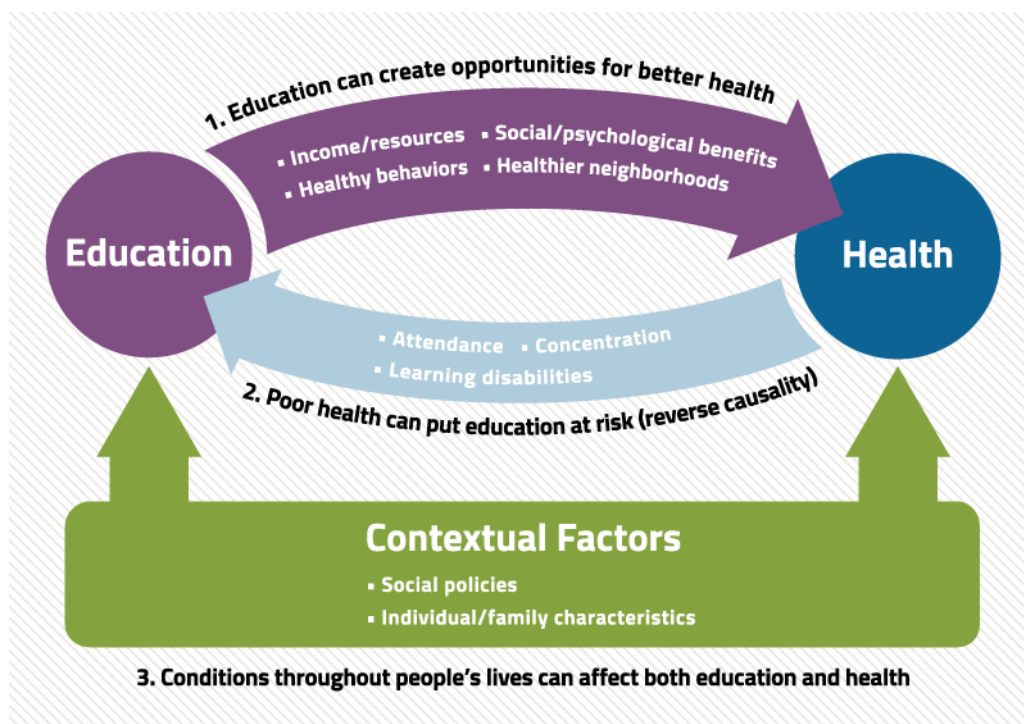 1. Education can create opportunities for better health
▪ Income/resources ▪ Social/psychological benefits
▪ Healthy behaviors ▪ Healthier neighborhoods
Education
Health
▪ Attendance ▪ Concentration
▪ Learning disabilities
2. Poor health can put education at risk (reverse causality)
Contextual Factors
▪ Social policies
▪ Individual/family characteristics
3. Conditions throughout people's lives can affect both education and health